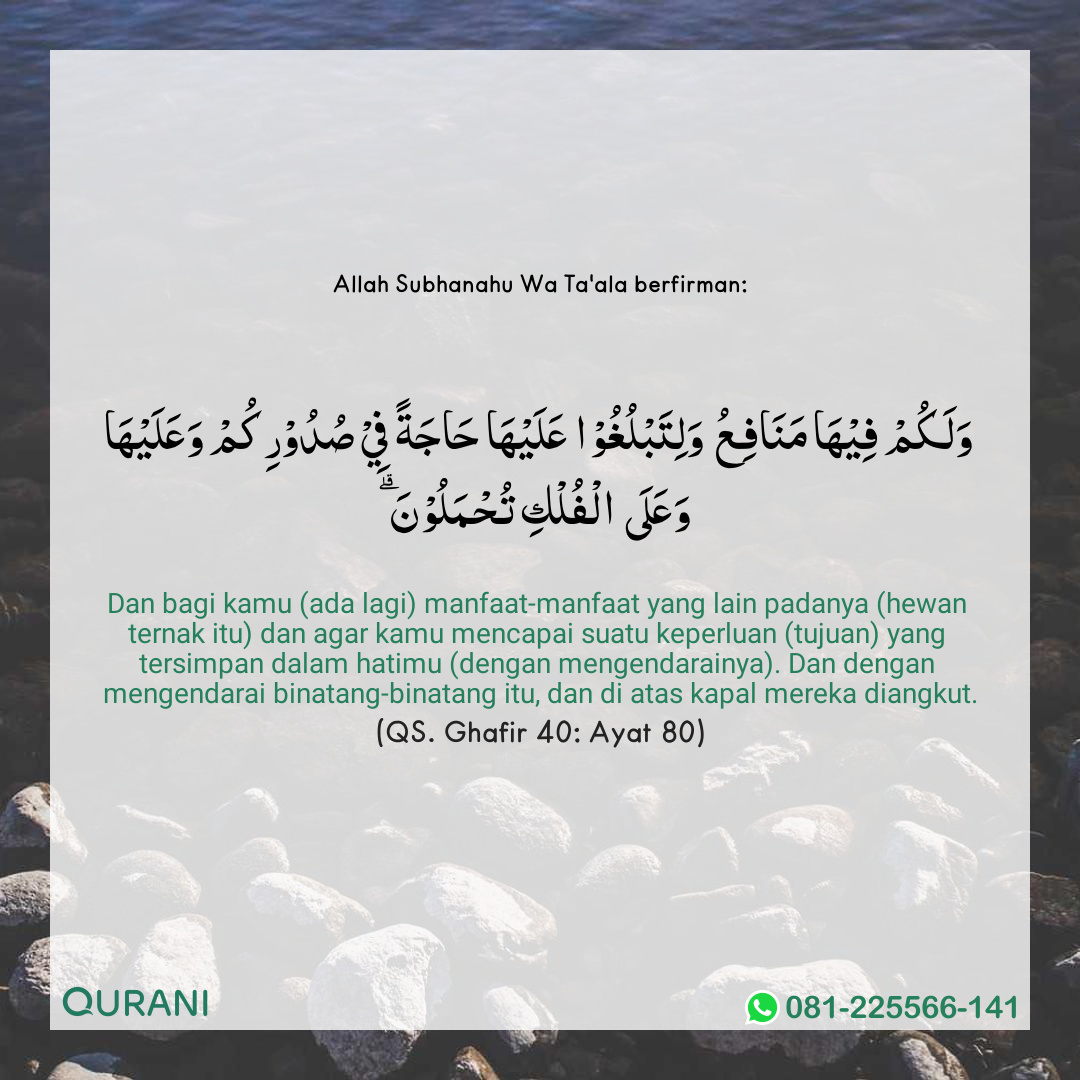 Allah Subhanahu Wa Ta'ala berfirman:
وَلَـكُمْ فِيْهَا مَنَا فِعُ وَلِتَبْلُغُوْا عَلَيْهَا حَا جَةً فِيْ صُدُوْرِكُمْ وَعَلَيْهَا
وَعَلَى الْفُلْكِ تُحْمَلُوْنَ ۗ
Dan bagi kamu (ada lagi) manfaat-manfaat yang lain padanya (hewan
ternak itu) dan agar kamu mencapai suatu keperluan (tujuan) yang
tersimpan dalam hatimu (dengan mengendarainya). Dan dengan
mengendarai binatang-binatang itu, dan di atas kapal mereka diangkut.
(QS. Ghafir 40: Ayat 80)
QURANI
081-225566-141